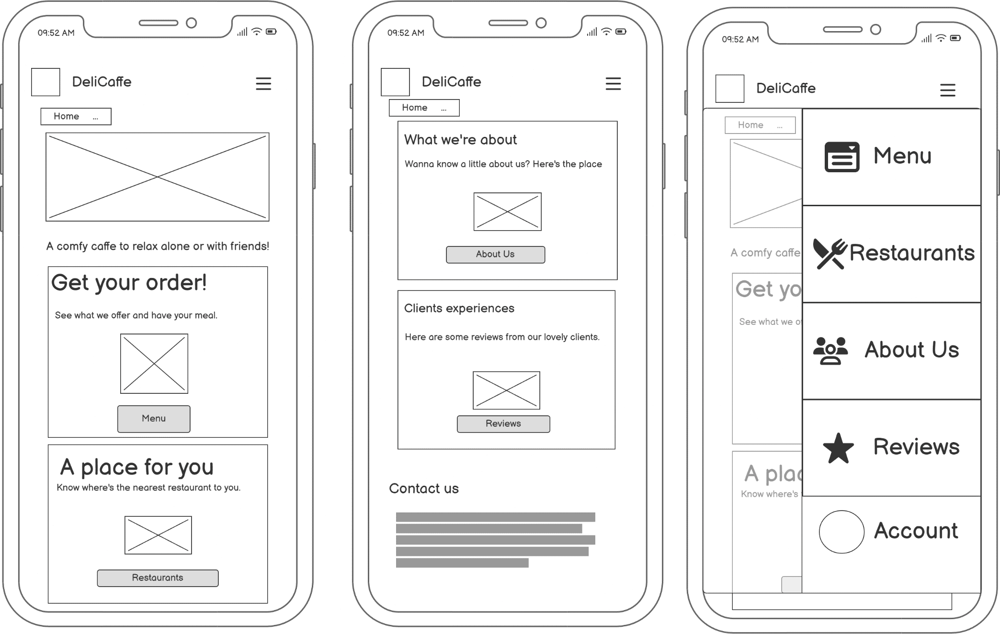 09:52 AM
DeliCaffe
Home ...
A comfy caffe to relax alone or with friends!
Get your order!
See what we offer and have your meal.
Menu
A place for you
Know where's the nearest restaurant to you.
Restaurants
09:52 AM
DeliCaffe
Home ...
What we're about
Wanna know a little about us? Here's the place
About Us
Clients experiences
Here are some reviews from our lovely clients.
Reviews
Contact us
09:52 AM
DeliCaffe
Home ...
A comfy caffe
Get yo
See what we o
A plac
Know where's
Menu
Restaurants
About Us
Reviews
Account